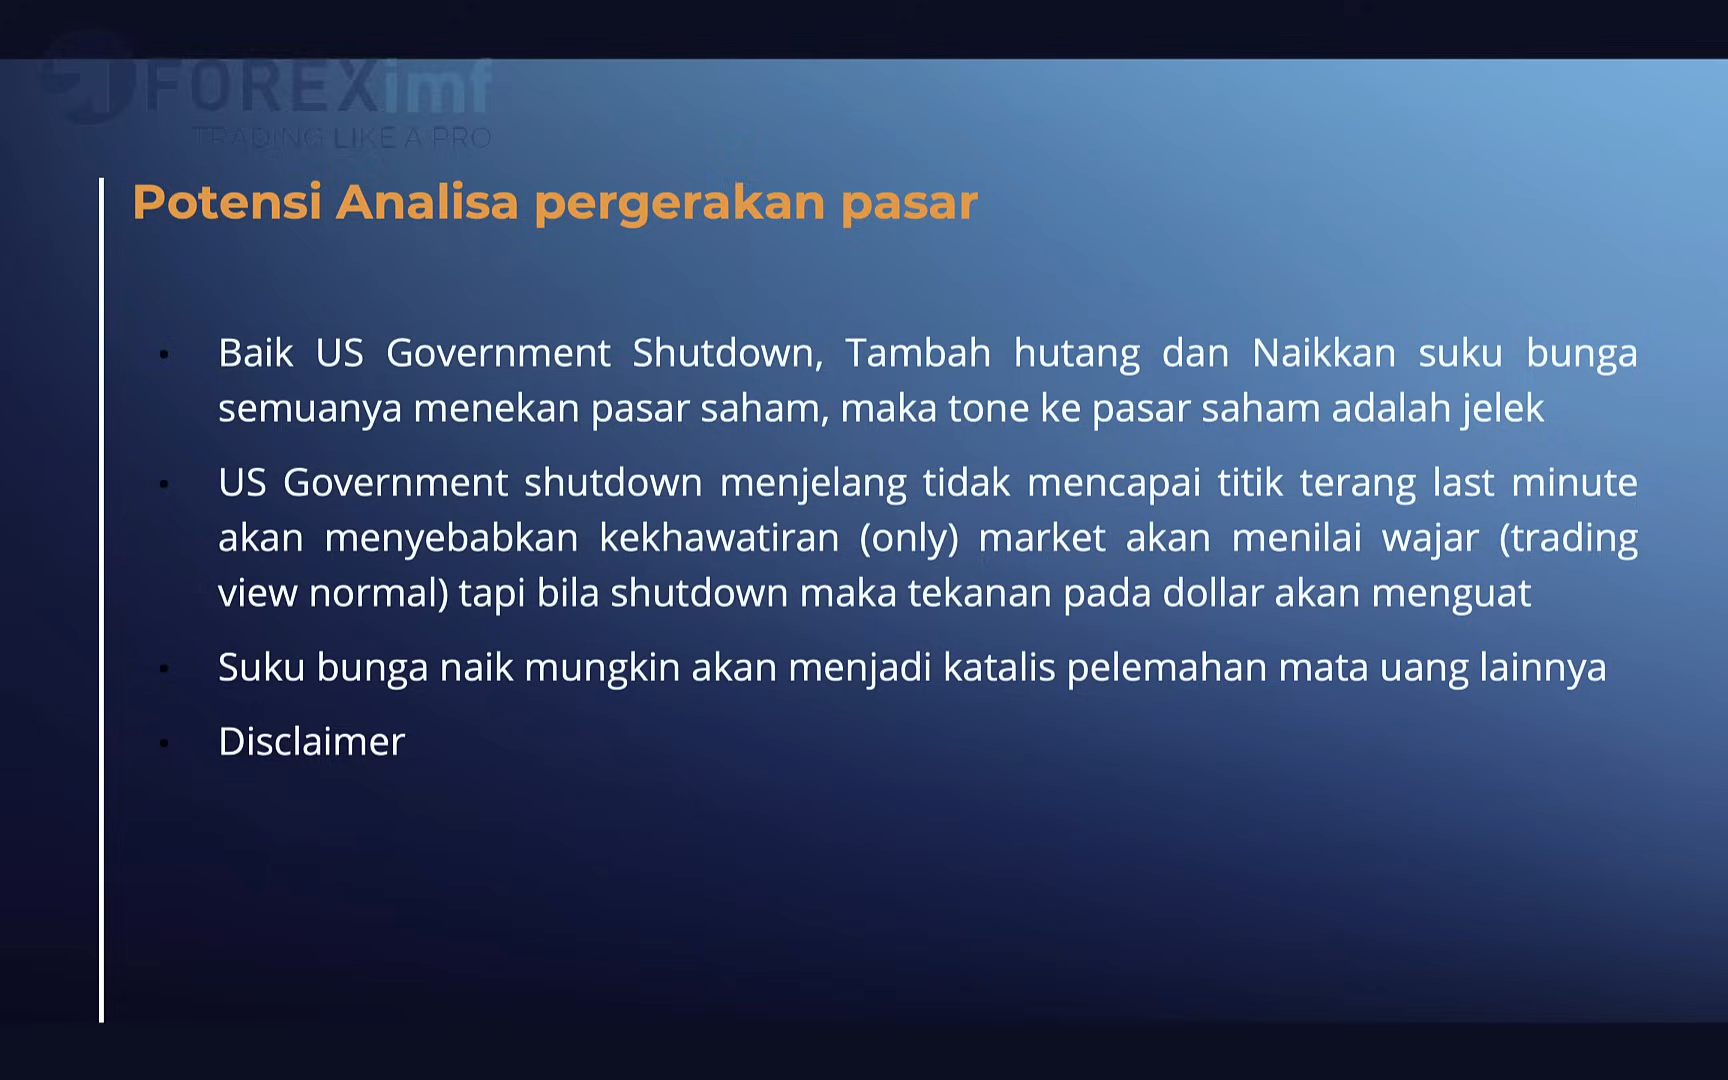 FOREXimf
TRADING LIKE A PRO
Potensi Analisa pergerakan pasar
• Baik US Government Shutdown, Tambah hutang dan Naikkan suku bunga
semuanya menekan pasar saham, maka tone ke pasar saham adalah jelek
• US Government shutdown menjelang tidak mencapai titik terang last minute
akan menyebabkan kekhawatiran (only) market akan menilai wajar (trading
view normal) tapi bila shutdown maka tekanan pada dollar akan menguat
• Suku bunga naik mungkin akan menjadi katalis pelemahan mata uang lainnya
• Disclaimer